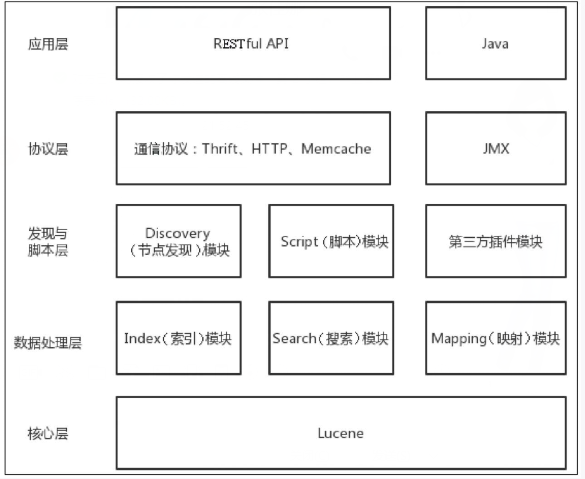 应用层
RESTful API
Java
协议层
通信协议：Thrift、HTTP、Memcache
JMX
发现与
脚本层
Discovery
(节点发现)模块
Script(脚本)模块
第三方插件模块
数据处理层
Index(索引)模块
Search(搜索)模块
Mapping(映射)模块
核心层
Lucene